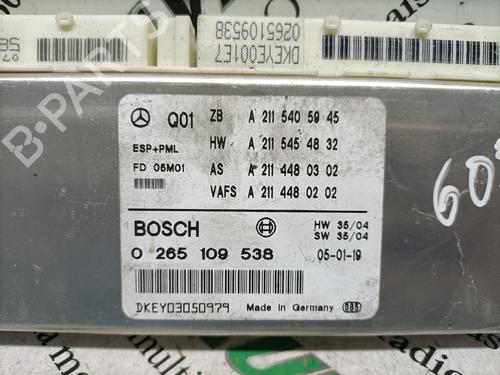 DKEYE001E7
0265109538
Q01 ZB A 211 540 59 45
ESP+PML HW A 211 545 48 32
FD 05M01 AS A 211 448 03 02
VAFS A 211 448 02 02
BOSCH HW 35/04
SW 35/04
0 265 109 538 05-01-19
DKEY03050979 Made in Germany
60